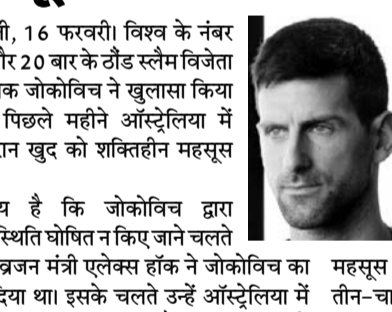 ली, 16 फरवरी। विश्व के नंबर
और 20 बार के ठौंड स्लैम विजेता
क जोकोविच ने खुलासा किया
पिछले महीने ऑस्ट्रेलिया में
रान खुद को शक्तिहीन महसूस
य है कि जोकोविच द्वारा
स्थिति घोषित न किए जाने चलते
व्रजन मंत्री एलेक्स हॉक ने जोकोविच का
दिया था। इसके चलते उन्हें ऑस्ट्रेलिया में
महसूस
तीन-चा